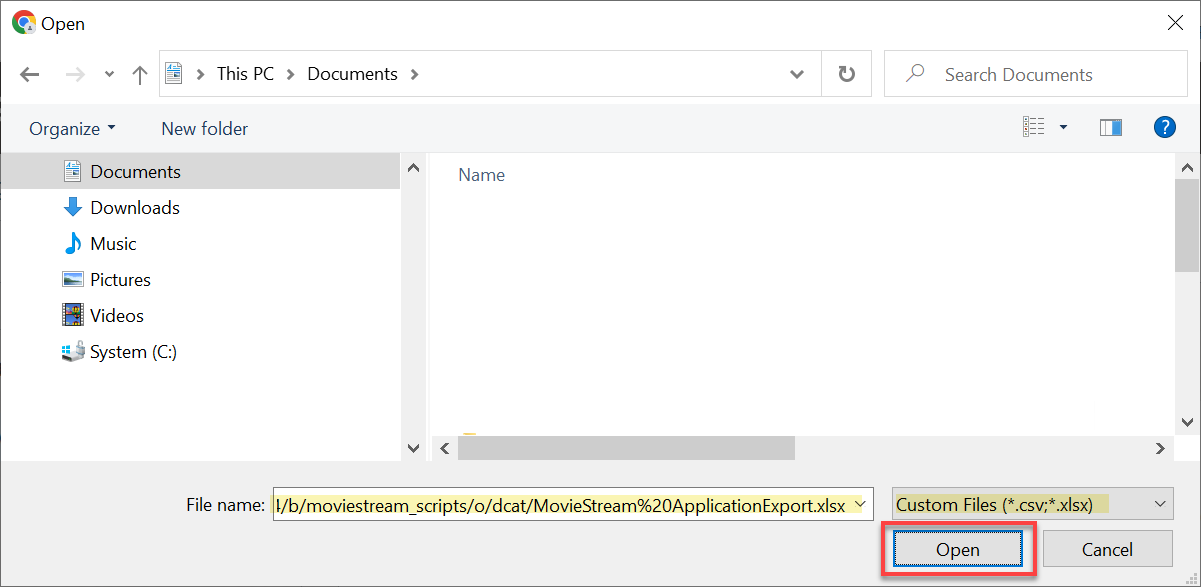 Open
This PC
Documents
Search Documents
Organize
New folder
?
Name
Documents
Downloads
Music
Pictures
Videos
System (C:)
File name:
/b/moviestream_scripts/o/dcat/MovieStream%20ApplicationExport.xlsx
Custom Files (*.csv;*.xlsx)
Open
Cancel